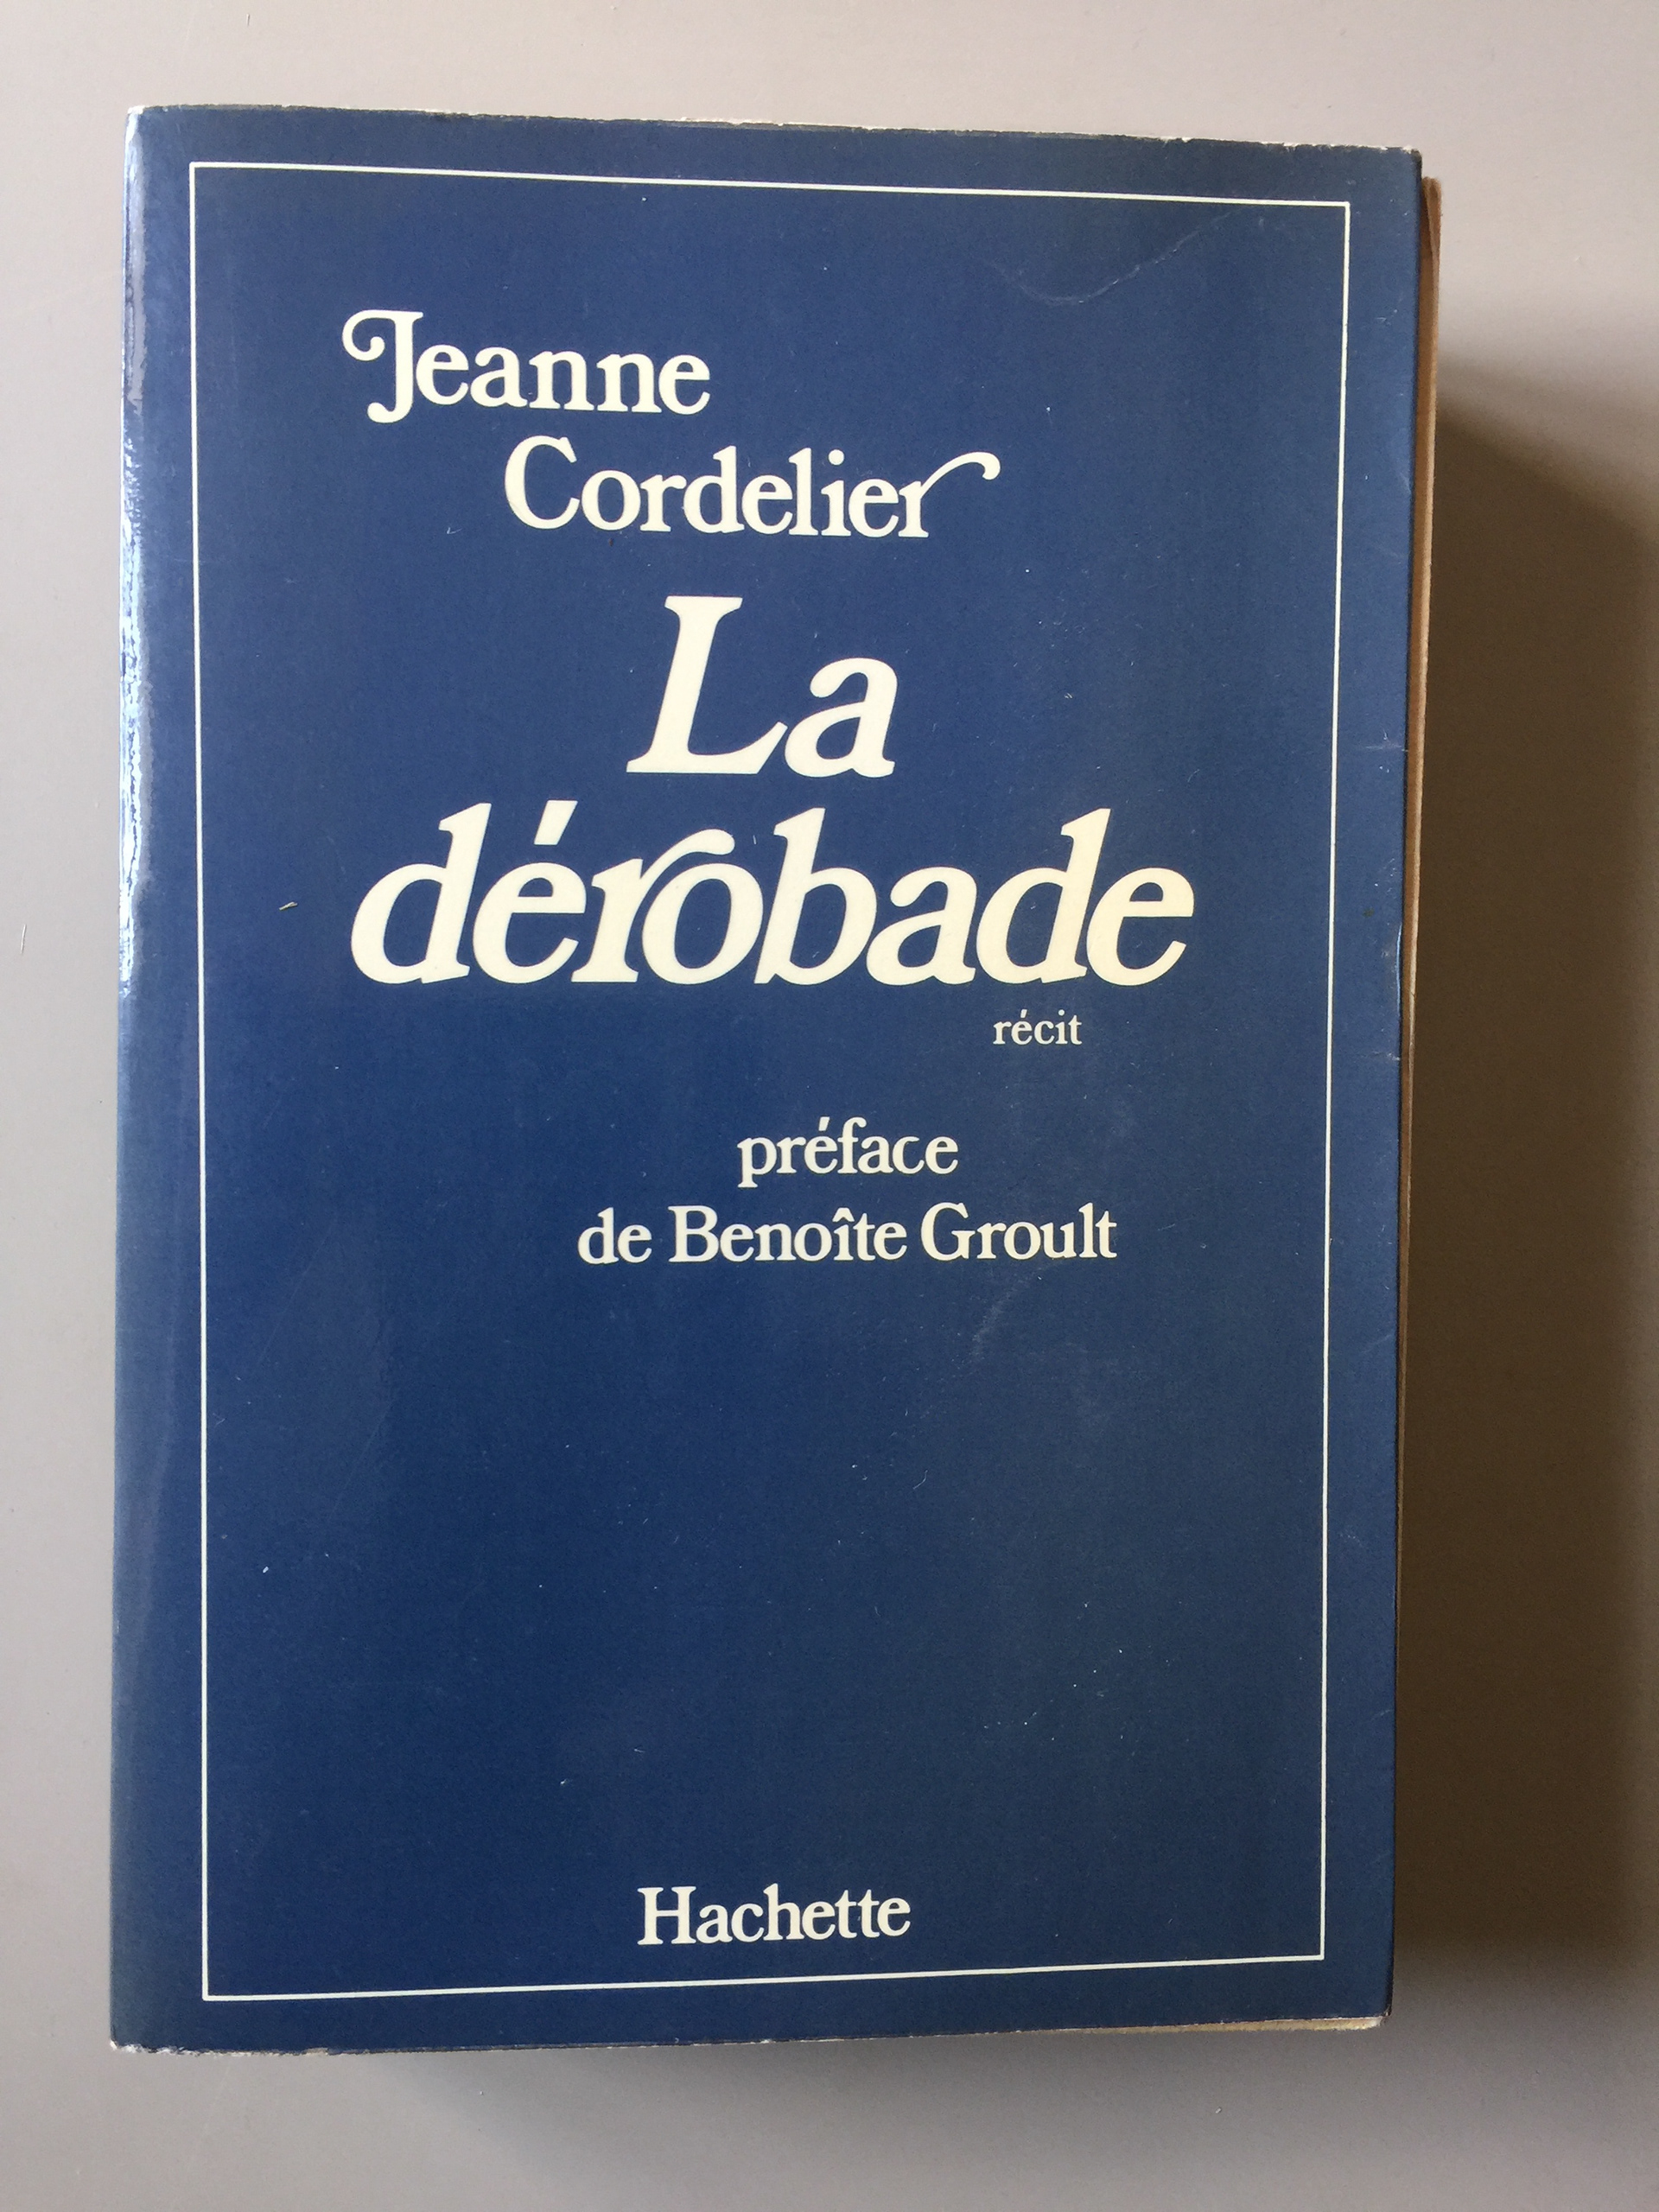 Jeanne
Cordelier
La
dérobade
récit
préface
de Benoîte Groult
Hachette